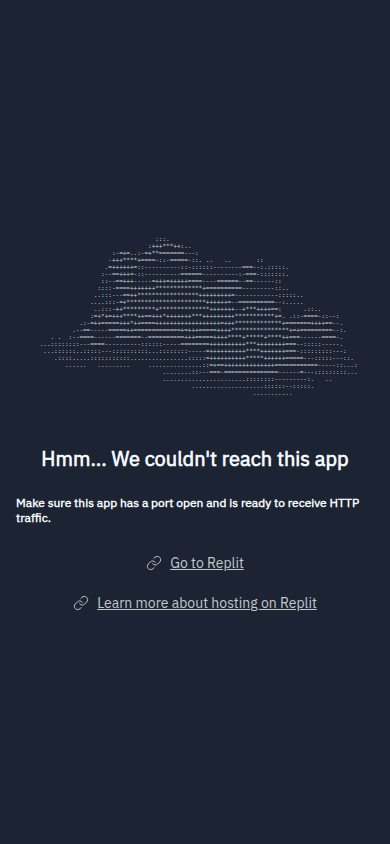 Hmm... We couldn't reach this app
Make sure this app has a port open and is ready to receive HTTP
traffic.
Go to Replit
Learn more about hosting on Replit